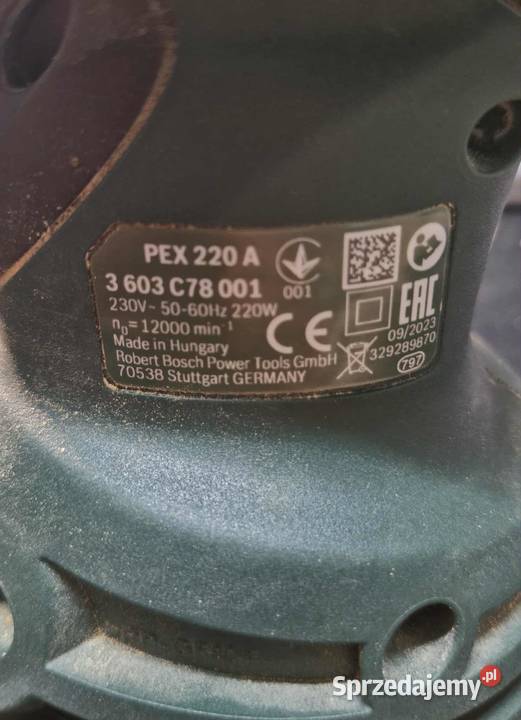 PEX 220 A
3 603 C78 001
001
230V~ 50-60Hz 220W
n₀=12000 min⁻¹
Made in Hungary
Robert Bosch Power Tools GmbH
70538 Stuttgart GERMANY
CE
EAC
09/2023
329289870
797
Sprzedajemy.pl